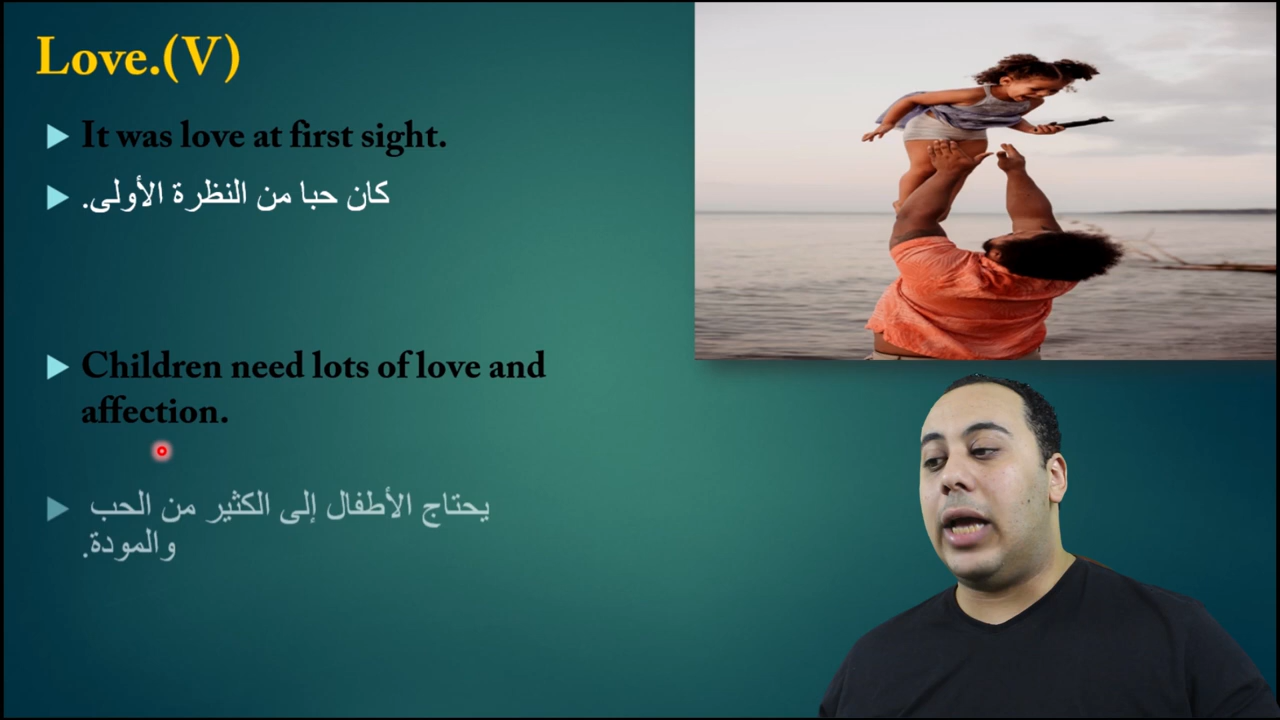 Love.(V)
It was love at first sight.
كان حبا من النظرة الأولى.
Children need lots of love and
affection.
يحتاج الأطفال إلى الكثير من الحب
والمودة.